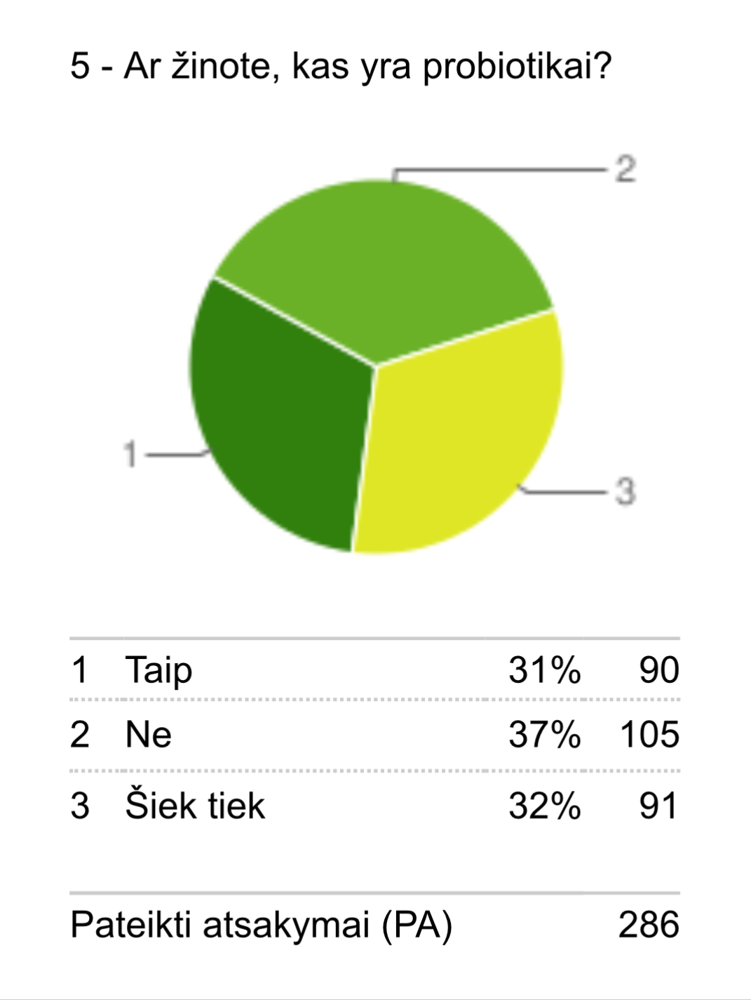 5 - Ar žinote, kas yra probiotikai?
2
1
3
1 Taip 31% 90
2 Ne 37% 105
3 Šiek tiek 32% 91
Pateikti atsakymai (PA) 286